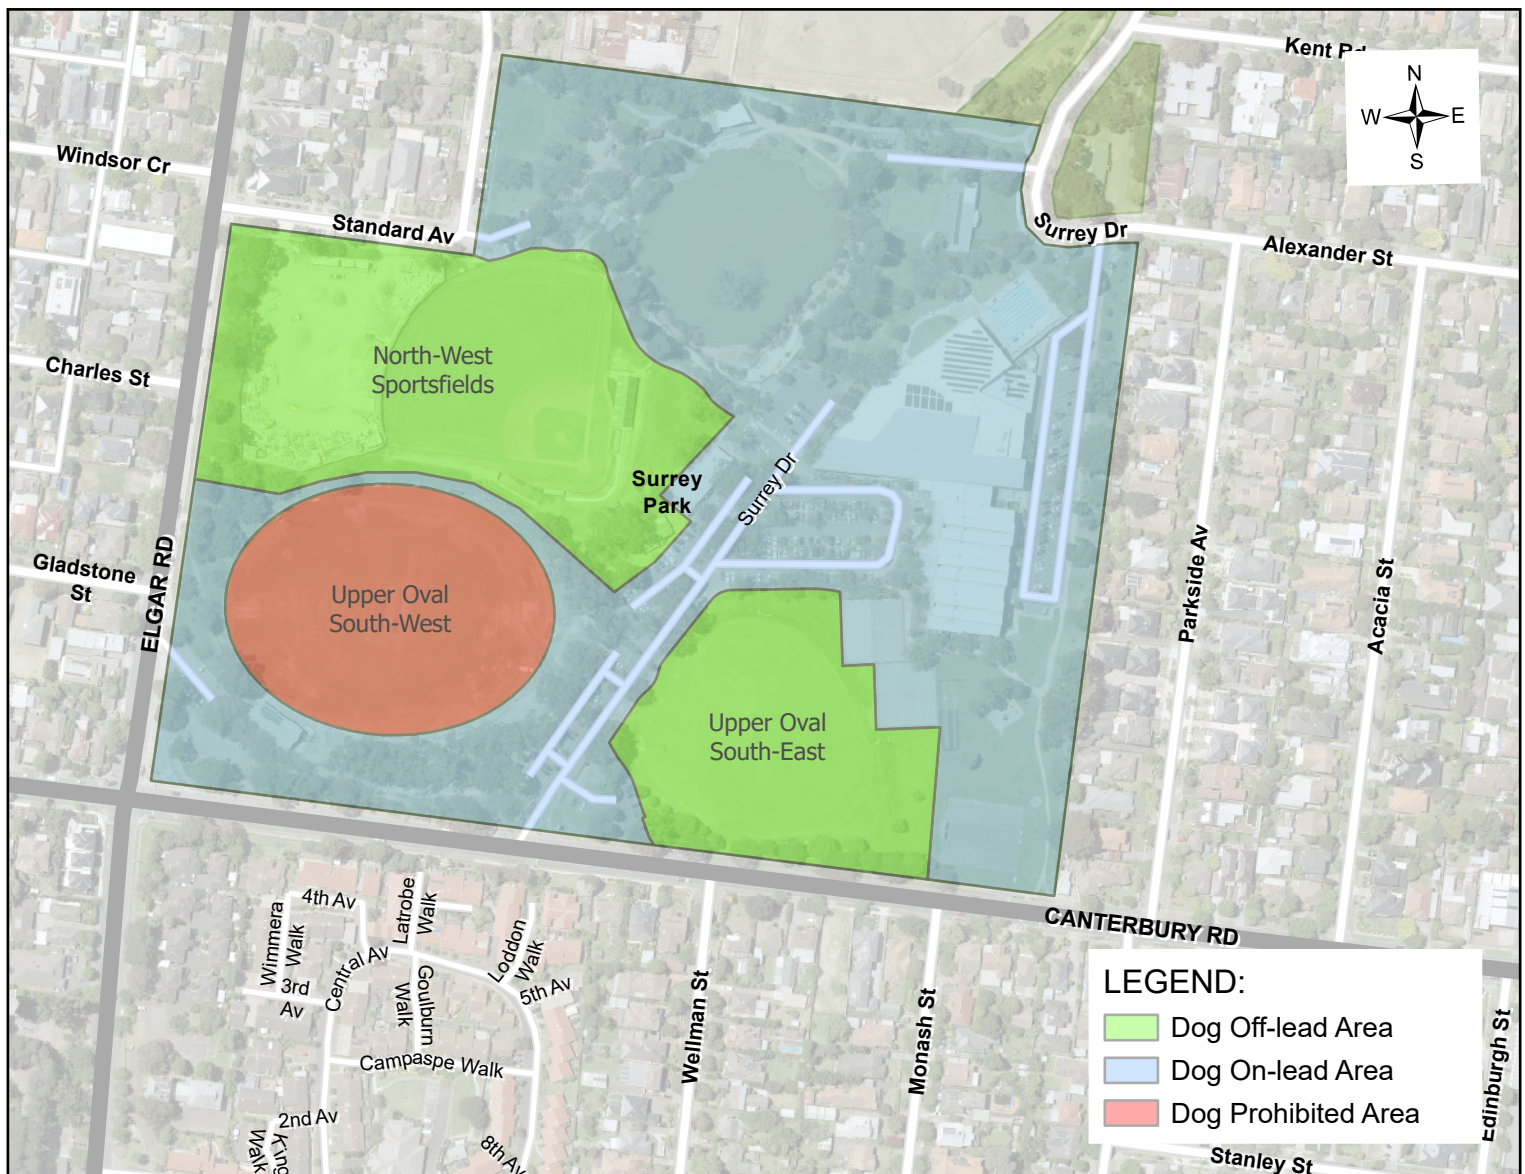 Kent Rd
N
W E
S
Windsor Cr
Standard Av
Surrey Dr
Alexander St
Charles St
North-West
Sportsfields
Surrey
Park
Surrey Dr
Gladstone
St
ELGAR RD
Upper Oval
South-West
Parkside Av
Acacia St
Upper Oval
South-East
CANTERBURY RD
4th Av
Latrobe
Walk
Wimmera
Walk
Loddon
Walk
Central Av
3rd
Av
Goulburn
Walk
5th Av
Campaspe Walk
Wellman St
Monash St
2nd Av
King
Walk
8th Av
LEGEND:
Dog Off-lead Area
Dog On-lead Area
Dog Prohibited Area
Edinburgh St
Stanley St